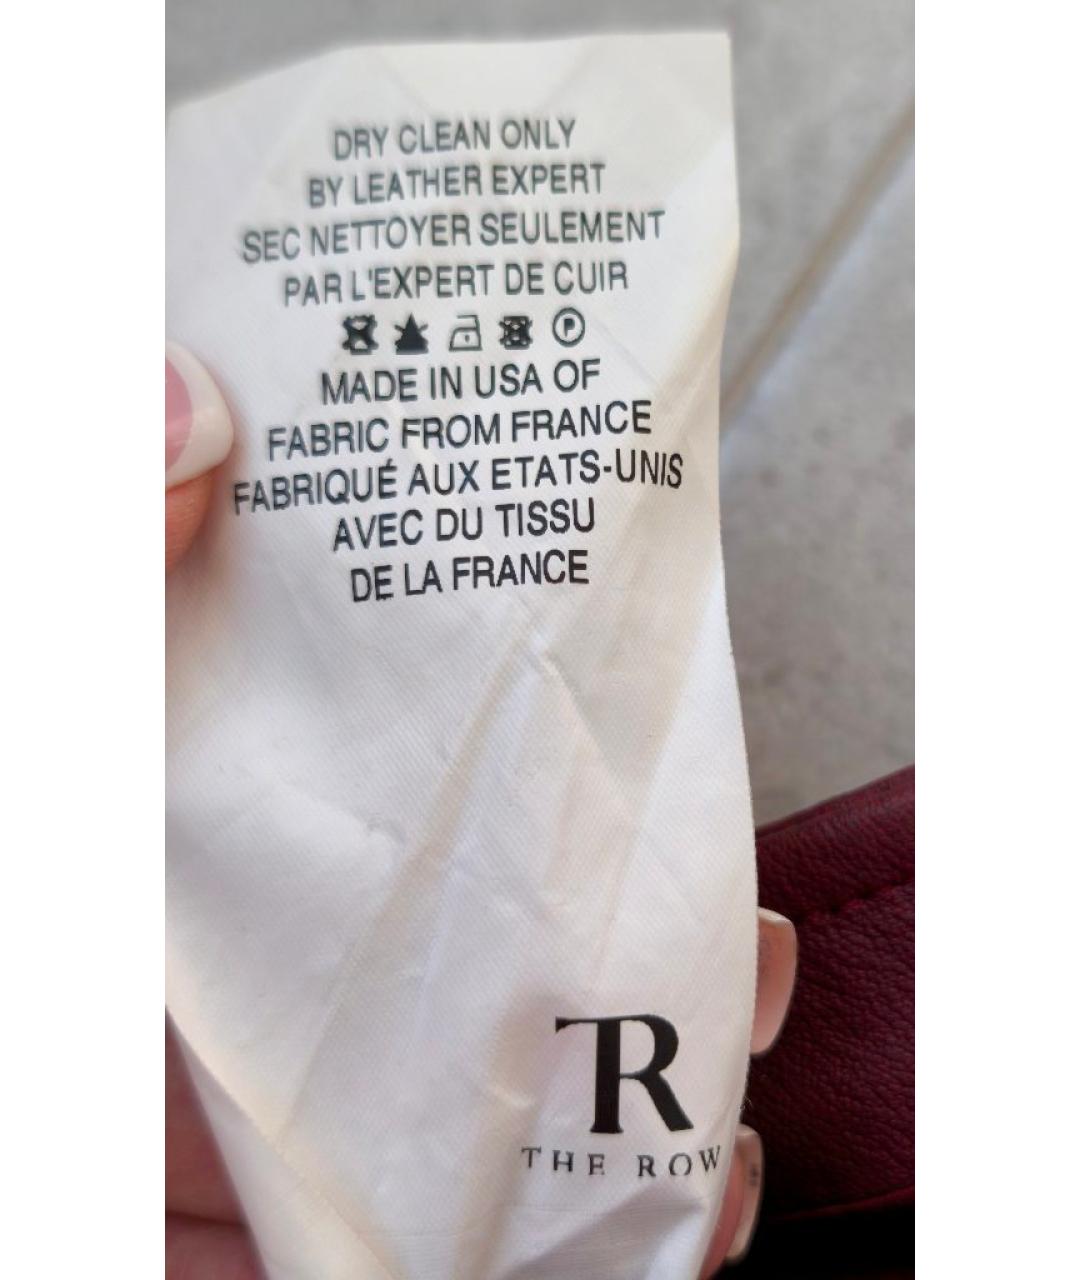 DRY CLEAN ONLY
BY LEATHER EXPERT
SEC NETTOYER SEULEMENT
PAR L'EXPERT DE CUIR
P
MADE IN USA OF
FABRIC FROM FRANCE
FABRIQUÉ AUX ETATS-UNIS
AVEC DU TISSU
DE LA FRANCE
TR
THE ROW